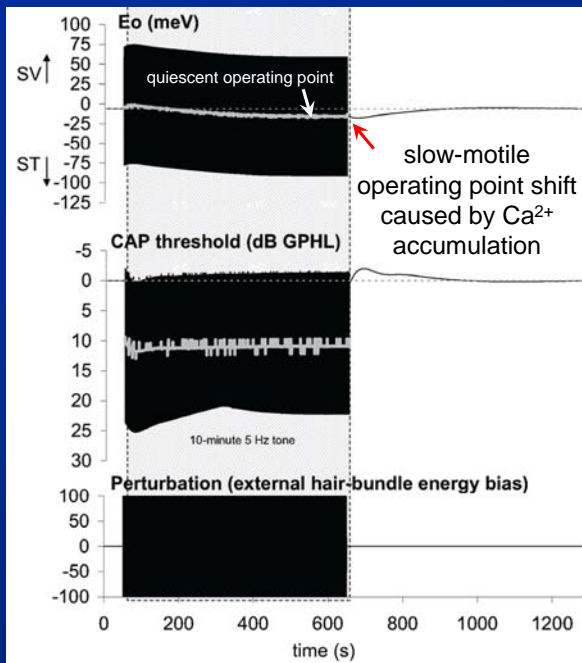 Eo (meV)
100
75
50
25
0
-25
-50
-75
-100
-125
SV
ST
quiescent operating point
slow-motile
operating point shift
caused by Ca²⁺
accumulation
CAP threshold (dB GPHL)
-5
0
5
10
15
20
25
30
10-minute 5 Hz tone
Perturbation (external hair-bundle energy bias)
100
50
0
-50
-100
0 200 400 600 800 1000 1200
time (s)